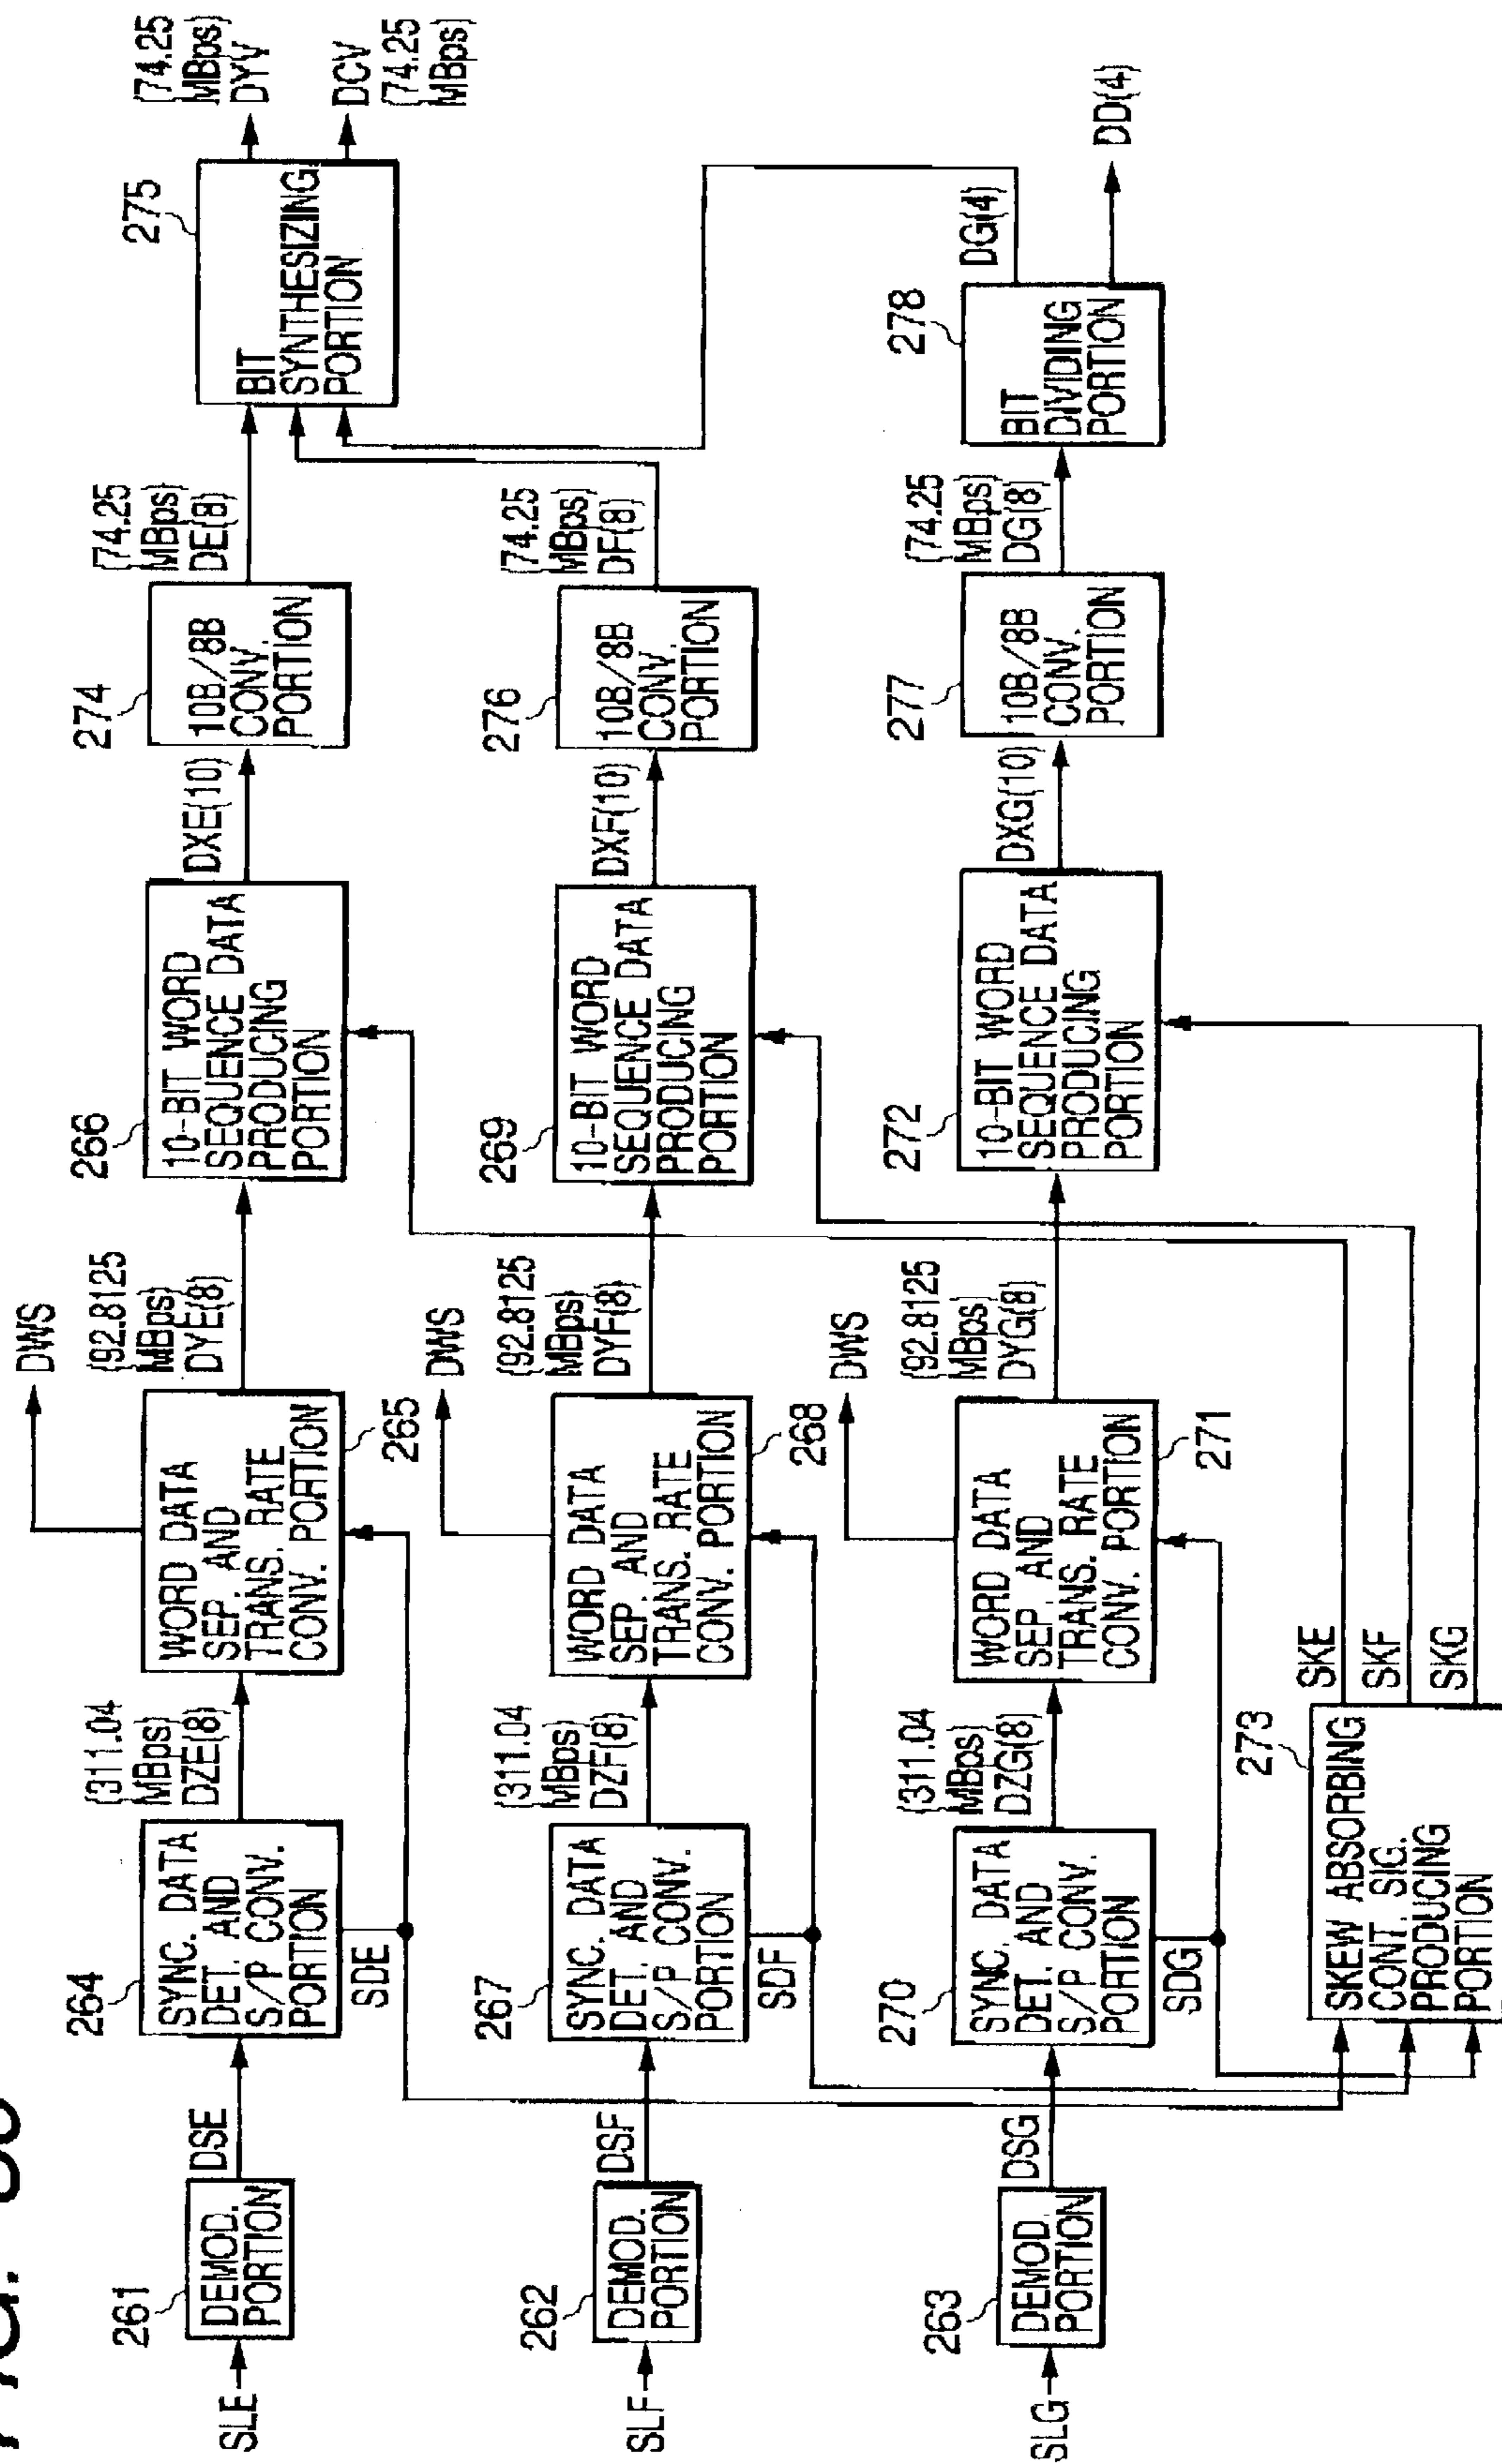 SLE
261
DEMOD.
PORTION
DSE
264
SYNC. DATA
DET. AND
S/P CONV.
PORTION
SDE
(311.04
MBps)
DZE(8)
WORD DATA
SEP. AND
TRANS. RATE
CONV. PORTION
265
DWS
(92.8125
MBps)
DYE(8)
266
10-BIT WORD
SEQUENCE DATA
PRODUCING
PORTION
DXE(10)
274
10B/8B
CONV.
PORTION
(74.25
MBps)
DE(8)
275
BIT
SYNTHESIZING
PORTION
(74.25
MBps)
DYV
DCV
(74.25
MBps)
SLF
262
DEMOD.
PORTION
DSF
267
SYNC. DATA
DET. AND
S/P CONV.
PORTION
SDF
(311.04
MBps)
DZF(8)
WORD DATA
SEP. AND
TRANS. RATE
CONV. PORTION
268
DWS
(92.8125
MBps)
DYF(8)
269
10-BIT WORD
SEQUENCE DATA
PRODUCING
PORTION
DXF(10)
276
10B/8B
CONV.
PORTION
(74.25
MBps)
DF(8)
SLG
263
DEMOD.
PORTION
DSG
270
SYNC. DATA
DET. AND
S/P CONV.
PORTION
SDG
(311.04
MBps)
DZG(8)
WORD DATA
SEP. AND
TRANS. RATE
CONV. PORTION
271
DWS
(92.8125
MBps)
DYG(8)
272
10-BIT WORD
SEQUENCE DATA
PRODUCING
PORTION
DXG(10)
277
10B/8B
CONV.
PORTION
(74.25
MBps)
DG(8)
278
BIT
DIVIDING
PORTION
DG(4)
DD(4)
273
SKEW ABSORBING
CONT. SIG.
PRODUCING
PORTION
SKE
SKF
SKG